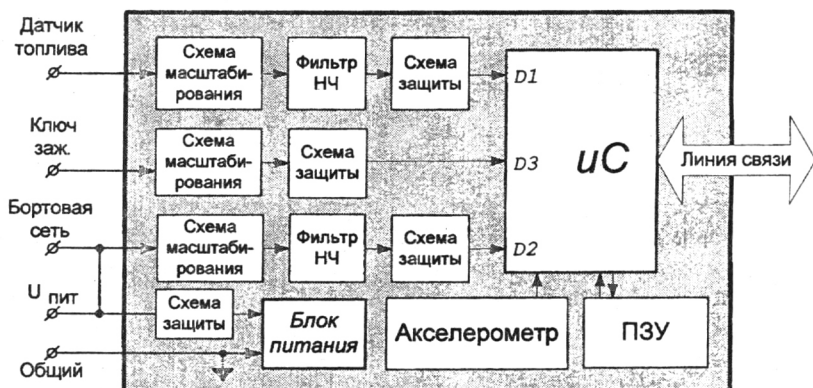 Датчик
топлива
Схема
масштаби-
рования
Фильтр
НЧ
Схема
защиты
D1
Ключ
заж.
Схема
масштаби-
рования
Схема
защиты
D3
uC
Линия связи
Бортовая
сеть
Схема
масштаби-
рования
Фильтр
НЧ
Схема
защиты
D2
U пит
Схема
защиты
Блок
питания
Акселерометр
ПЗУ
Общий